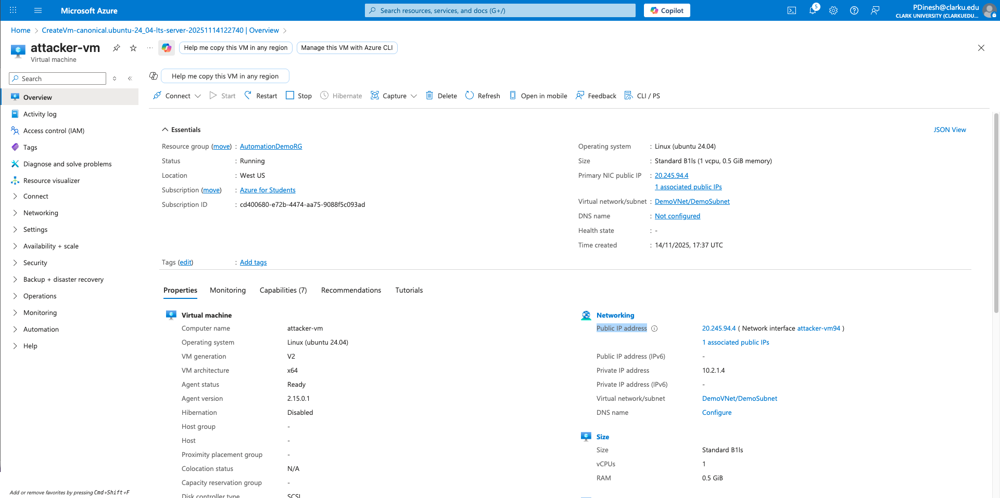 Microsoft Azure
Search resources, services, and docs (G+/)
Copilot
5
PDinesh@clarku.edu
CLARK UNIVERSITY (CLARKUEDU...
Home > CreateVm-canonical.ubuntu-24_04-lts-server-20251114122740 | Overview >
attacker-vm
Virtual machine
...
Help me copy this VM in any region
Manage this VM with Azure CLI
Search
«
Help me copy this VM in any region
Overview
Activity log
Access control (IAM)
Tags
Diagnose and solve problems
Resource visualizer
Connect
Networking
Settings
Availability + scale
Security
Backup + disaster recovery
Operations
Monitoring
Automation
Help
Add or remove favorites by pressing Cmd+Shift+F
Connect Start Restart Stop Hibernate Capture Delete Refresh Open in mobile Feedback CLI / PS
Essentials
JSON View
Resource group (move) : AutomationDemoRG
Status : Running
Location : West US
Subscription (move) : Azure for Students
Subscription ID : cd400680-e72b-4474-aa75-9088f5c093ad
Operating system : Linux (ubuntu 24.04)
Size : Standard B1ls (1 vcpu, 0.5 GiB memory)
Primary NIC public IP : 20.245.94.4
1 associated public IPs
Virtual network/subnet : DemoVNet/DemoSubnet
DNS name : Not configured
Health state : -
Time created : 14/11/2025, 17:37 UTC
Tags (edit) : Add tags
Properties Monitoring Capabilities (7) Recommendations Tutorials
Virtual machine
Computer name attacker-vm
Operating system Linux (ubuntu 24.04)
VM generation V2
VM architecture x64
Agent status Ready
Agent version 2.15.0.1
Hibernation Disabled
Host group -
Host -
Proximity placement group -
Colocation status N/A
Capacity reservation group -
Disk controller type SCSI
Networking
Public IP address 20.245.94.4 ( Network interface attacker-vm94 )
1 associated public IPs
Public IP address (IPv6) -
Private IP address 10.2.1.4
Private IP address (IPv6) -
Virtual network/subnet DemoVNet/DemoSubnet
DNS name Configure
Size
Size Standard B1ls
vCPUs 1
RAM 0.5 GiB